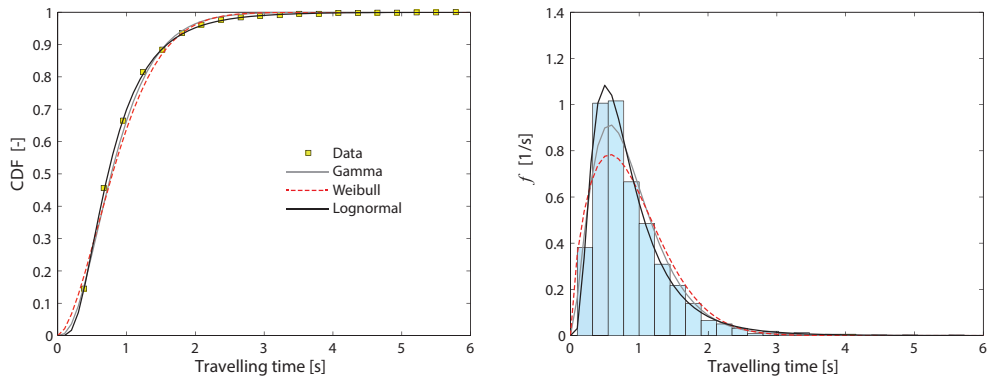 1
0.9
0.8
0.7
0.6
0.5
0.4
0.3
0.2
0.1
0
CDF [-]
Data
Gamma
Weibull
Lognormal
0 1 2 3 4 5 6
Travelling time [s]
1.4
1.2
1
0.8
0.6
0.4
0.2
0
f [1/s]
0 1 2 3 4 5 6
Travelling time [s]